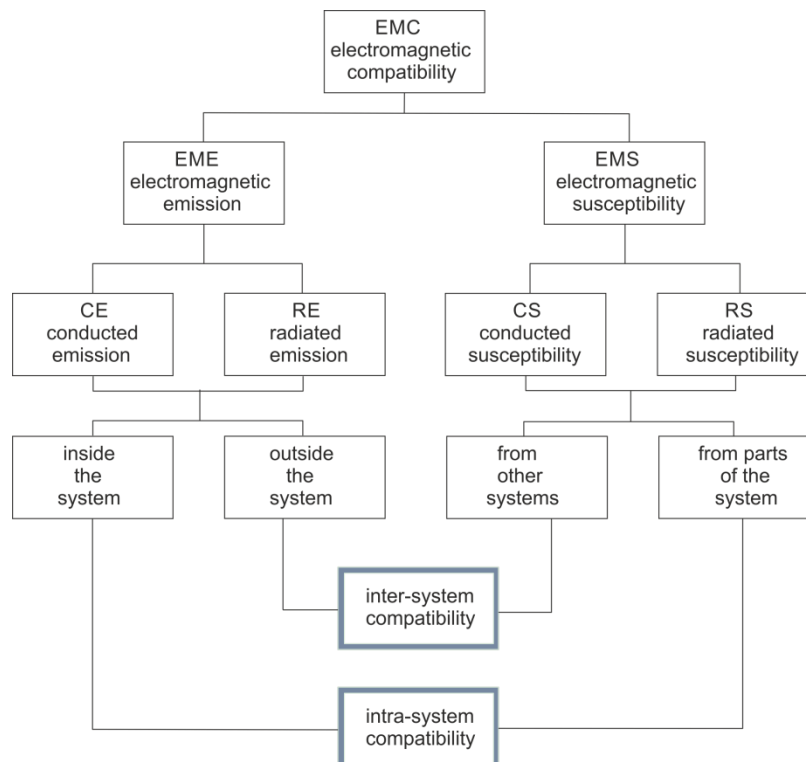 EMC
electromagnetic
compatibility
EME
electromagnetic
emission
EMS
electromagnetic
susceptibility
CE
conducted
emission
RE
radiated
emission
CS
conducted
susceptibility
RS
radiated
susceptibility
inside
the
system
outside
the
system
from
other
systems
from parts
of the
system
inter-system
compatibility
intra-system
compatibility